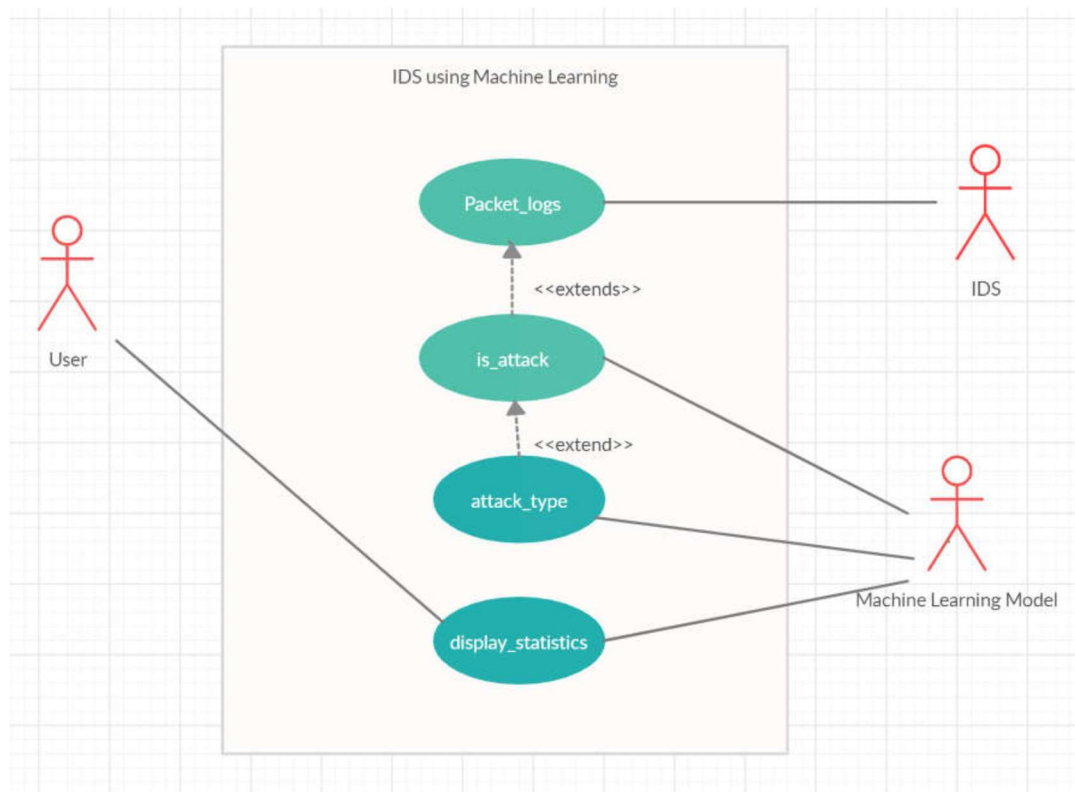 IDS using Machine Learning
Packet_logs
<<extends>>
IDS
User
is_attack
<<extend>>
attack_type
Machine Learning Model
display_statistics